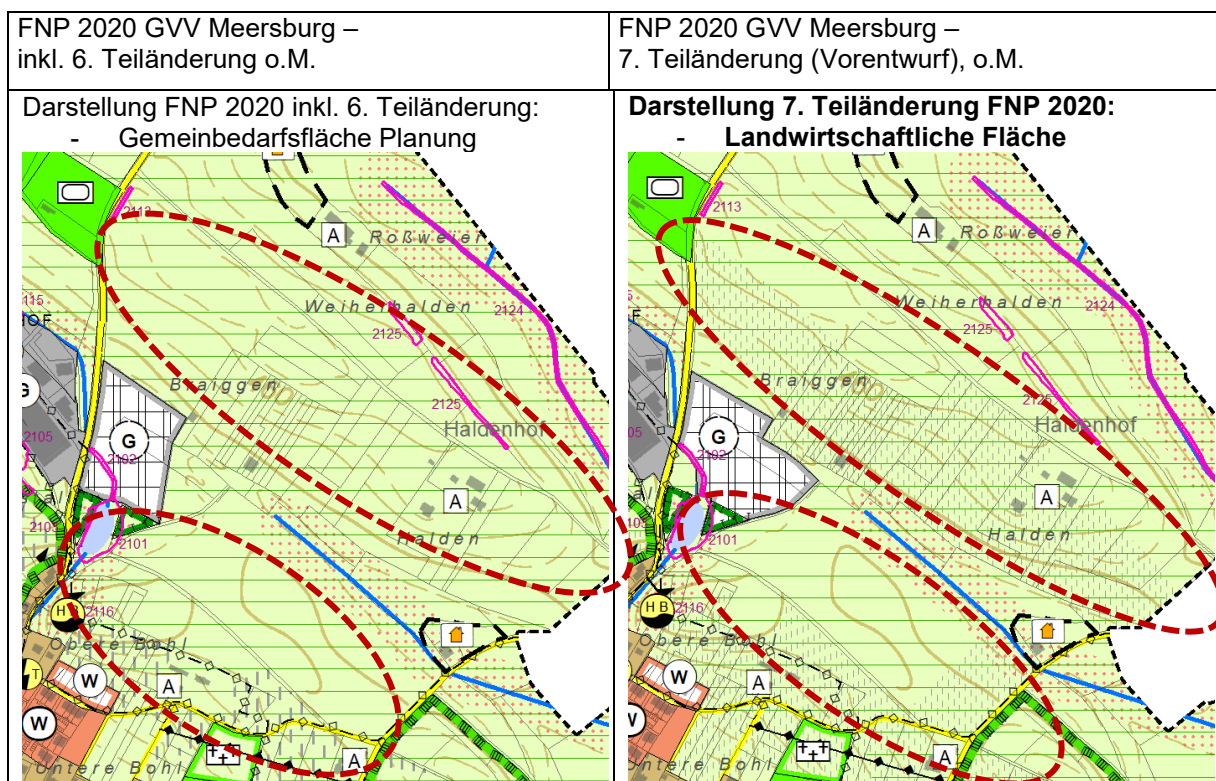 FNP 2020 GVV Meersburg –
inkl. 6. Teiländerung o.M.
FNP 2020 GVV Meersburg –
7. Teiländerung (Vorentwurf), o.M.
Darstellung FNP 2020 inkl. 6. Teiländerung:
- Gemeinbedarfsfläche Planung
Darstellung 7. Teiländerung FNP 2020:
- Landwirtschaftliche Fläche
2113
A
Roßweier
Weiherhalden
2124
2125
Braiggen
2125
Haldenhof
G
2105
2102
A
Halden
2101
H B
2116
Obere Bohl
T
W
A
W
A
Untere Bohl
2113
A
Roßweier
Weiherhalden
2124
2125
Braiggen
2125
Haldenhof
G
2102
A
Halden
2101
H B
2116
Obere Bohl
T
W
A
W
A
Untere Bohl